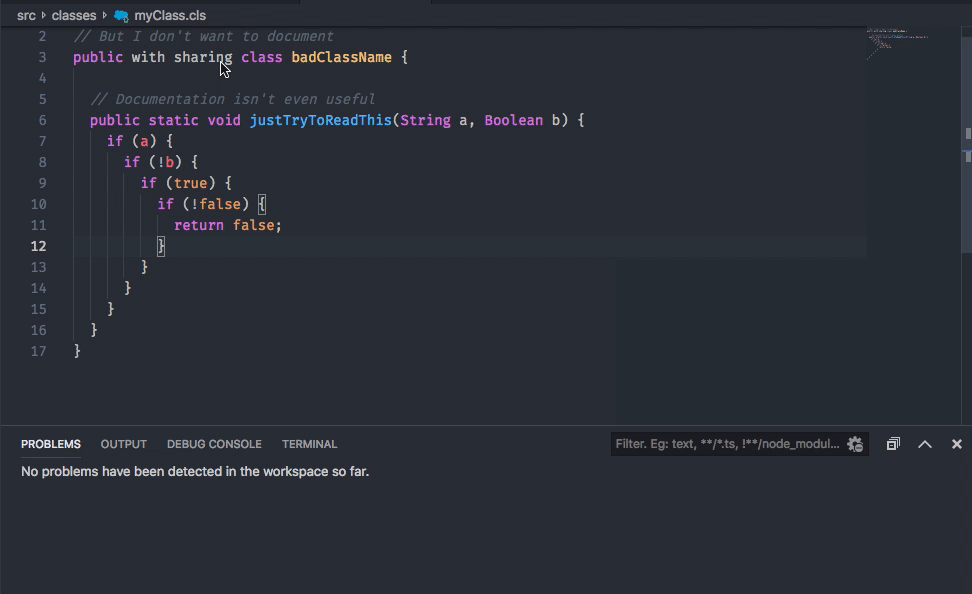 src classes myClass.cls
2 // But I don't want to document
3 public with sharing class badClassName {
4
5 // Documentation isn't even useful
6 public static void justTryToReadThis(String a, Boolean b) {
7 if (a) {
8 if (!b) {
9 if (true) {
10 if (!false) {
11 return false;
12 }
13 }
14 }
15 }
16 }
17 }
PROBLEMS OUTPUT DEBUG CONSOLE TERMINAL Filter. Eg: text, **/*.ts, !**/node_modul...
No problems have been detected in the workspace so far.